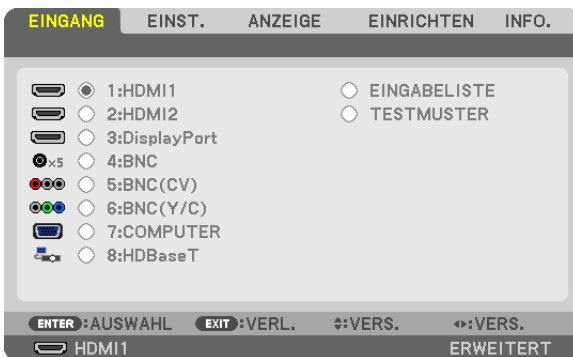 EINGANG EINST. ANZEIGE EINRICHTEN INFO.
1:HDMI1 EINGABELISTE
2:HDMI2 TESTMUSTER
3:DisplayPort
×5 4:BNC
5:BNC(CV)
6:BNC(Y/C)
7:COMPUTER
8:HDBaseT
ENTER:AUSWAHL EXIT:VERL. :VERS. :VERS.
HDMI1 ERWEITERT